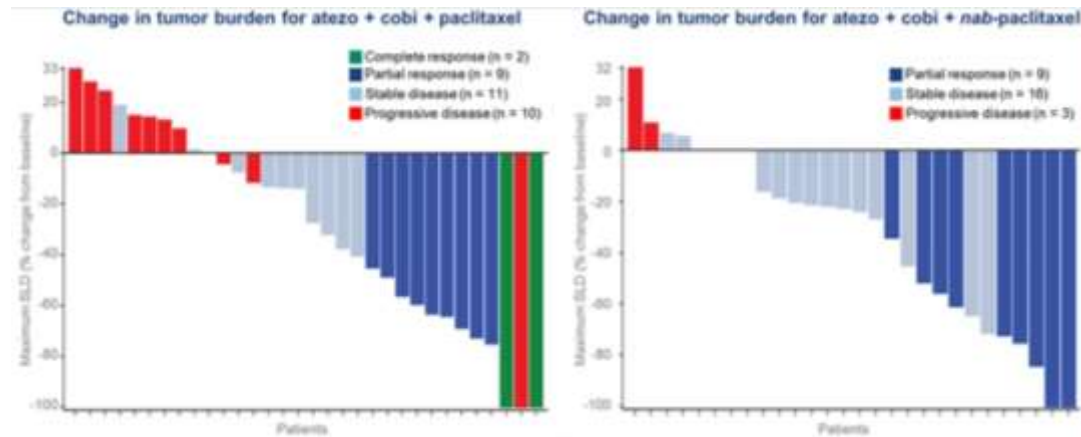 Change in tumor burden for atezo + cobi + paclitaxel
Complete response (n = 2)
Partial response (n = 9)
Stable disease (n = 11)
Progressive disease (n = 10)
33
20
0
-20
-40
-60
-80
-100
Maximum SLD (% change from baseline)
Patients
Change in tumor burden for atezo + cobi + nab-paclitaxel
Partial response (n = 9)
Stable disease (n = 16)
Progressive disease (n = 3)
32
20
0
-20
-40
-60
-80
-100
Maximum SLD (% change from baseline)
Patients